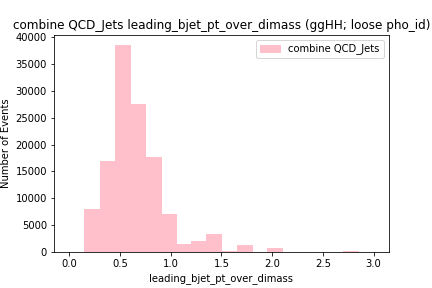 combine QCD_Jets leading_bjet_pt_over_dimass (ggHH; loose pho_id)
combine QCD_Jets
Number of Events
40000
35000
30000
25000
20000
15000
10000
5000
0
0.0 0.5 1.0 1.5 2.0 2.5 3.0
leading_bjet_pt_over_dimass